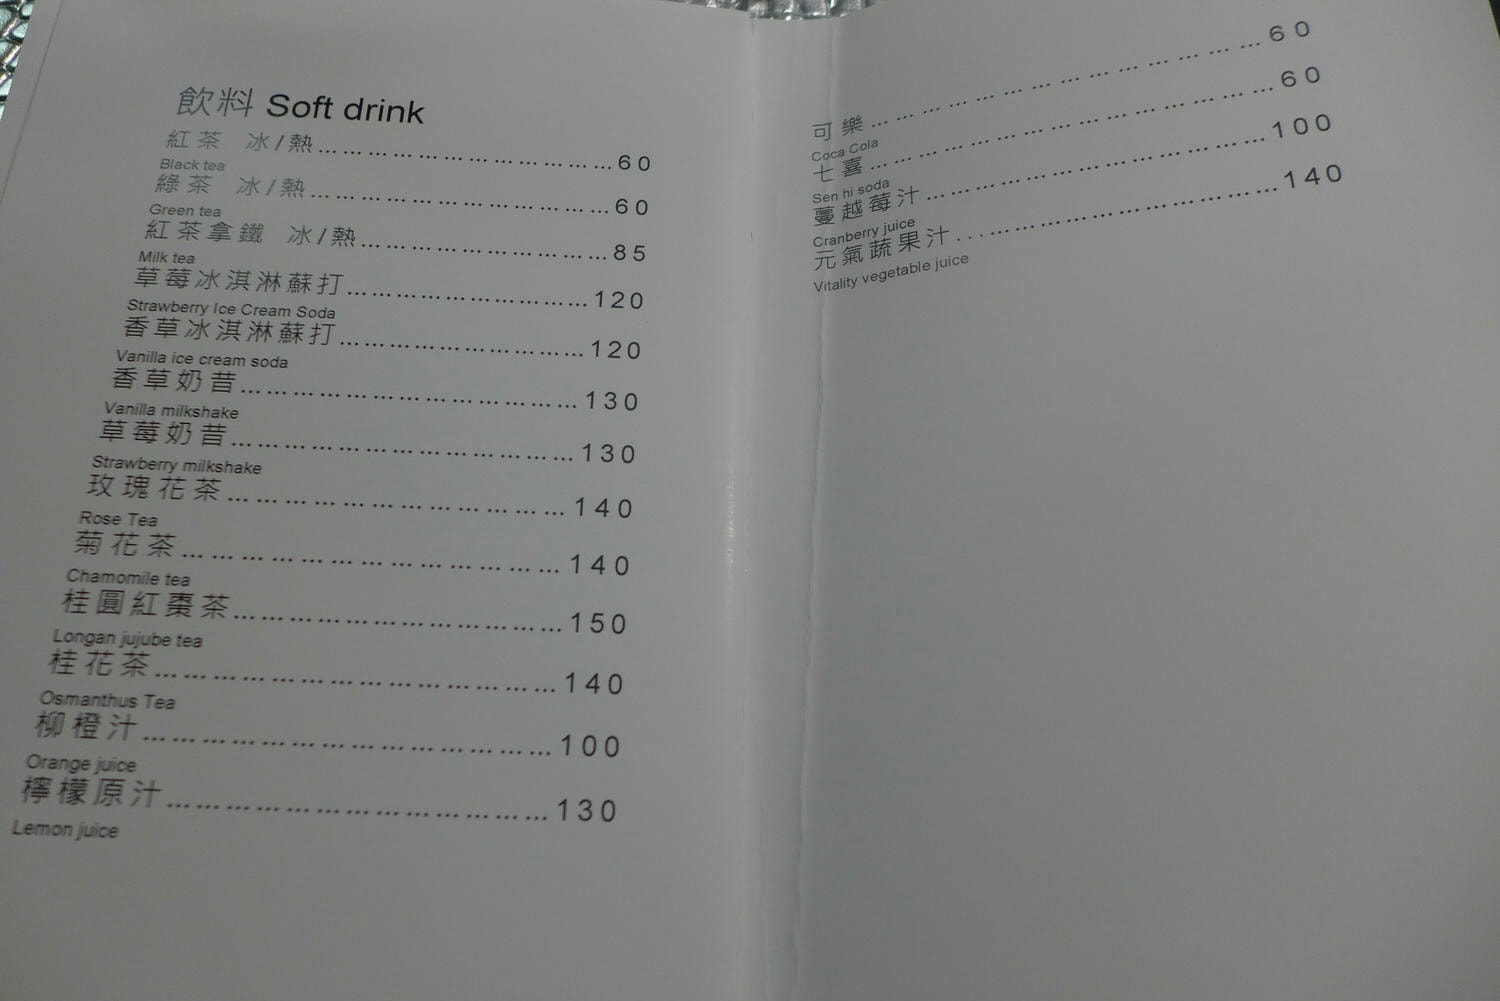 飲料 Soft drink
紅茶 冰/熱…………………………………60
Black tea
綠茶 冰/熱…………………………………60
Green tea
紅茶拿鐵 冰/熱……………………………85
Milk tea
草莓冰淇淋蘇打……………………………120
Strawberry Ice Cream Soda
香草冰淇淋蘇打……………………………120
Vanilla ice cream soda
香草奶昔……………………………………130
Vanilla milkshake
草莓奶昔……………………………………130
Strawberry milkshake
玫瑰花茶……………………………………140
Rose Tea
菊花茶………………………………………140
Chamomile tea
桂圓紅棗茶…………………………………150
Longan jujube tea
桂花茶………………………………………140
Osmanthus Tea
柳橙汁………………………………………100
Orange juice
檸檬原汁……………………………………130
Lemon juice
可樂…………………………………………60
Coca Cola
七喜…………………………………………60
Sen hi soda
蔓越莓汁……………………………………100
Cranberry juice
元氣蔬果汁…………………………………140
Vitality vegetable juice